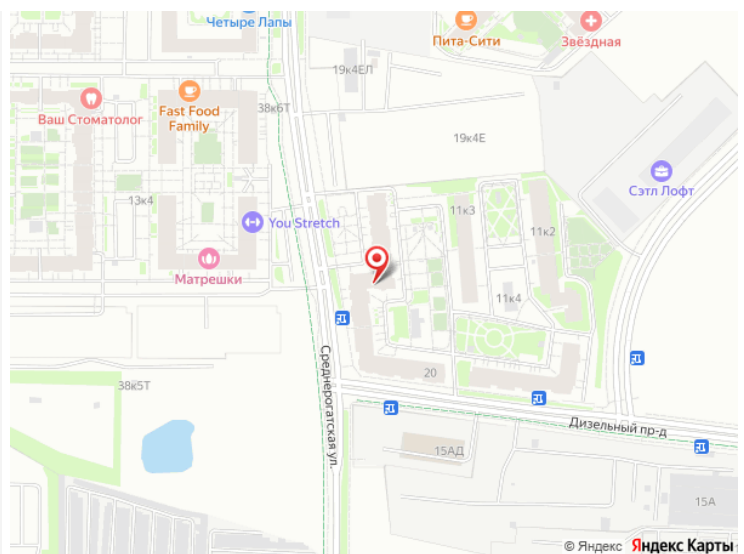 Четыре Лапы
Пита-Сити
Звёздная
19к4ЕЛ
Ваш Стоматолог
Fast Food
Family
38к6Т
19к4Е
Сэтл Лофт
13к4
You Stretch
11к3
11к2
Матрешки
11к4
Среднерогатская ул.
20
38к5Т
Дизельный пр-д
15АД
15А
© Яндекс Яндекс Карты